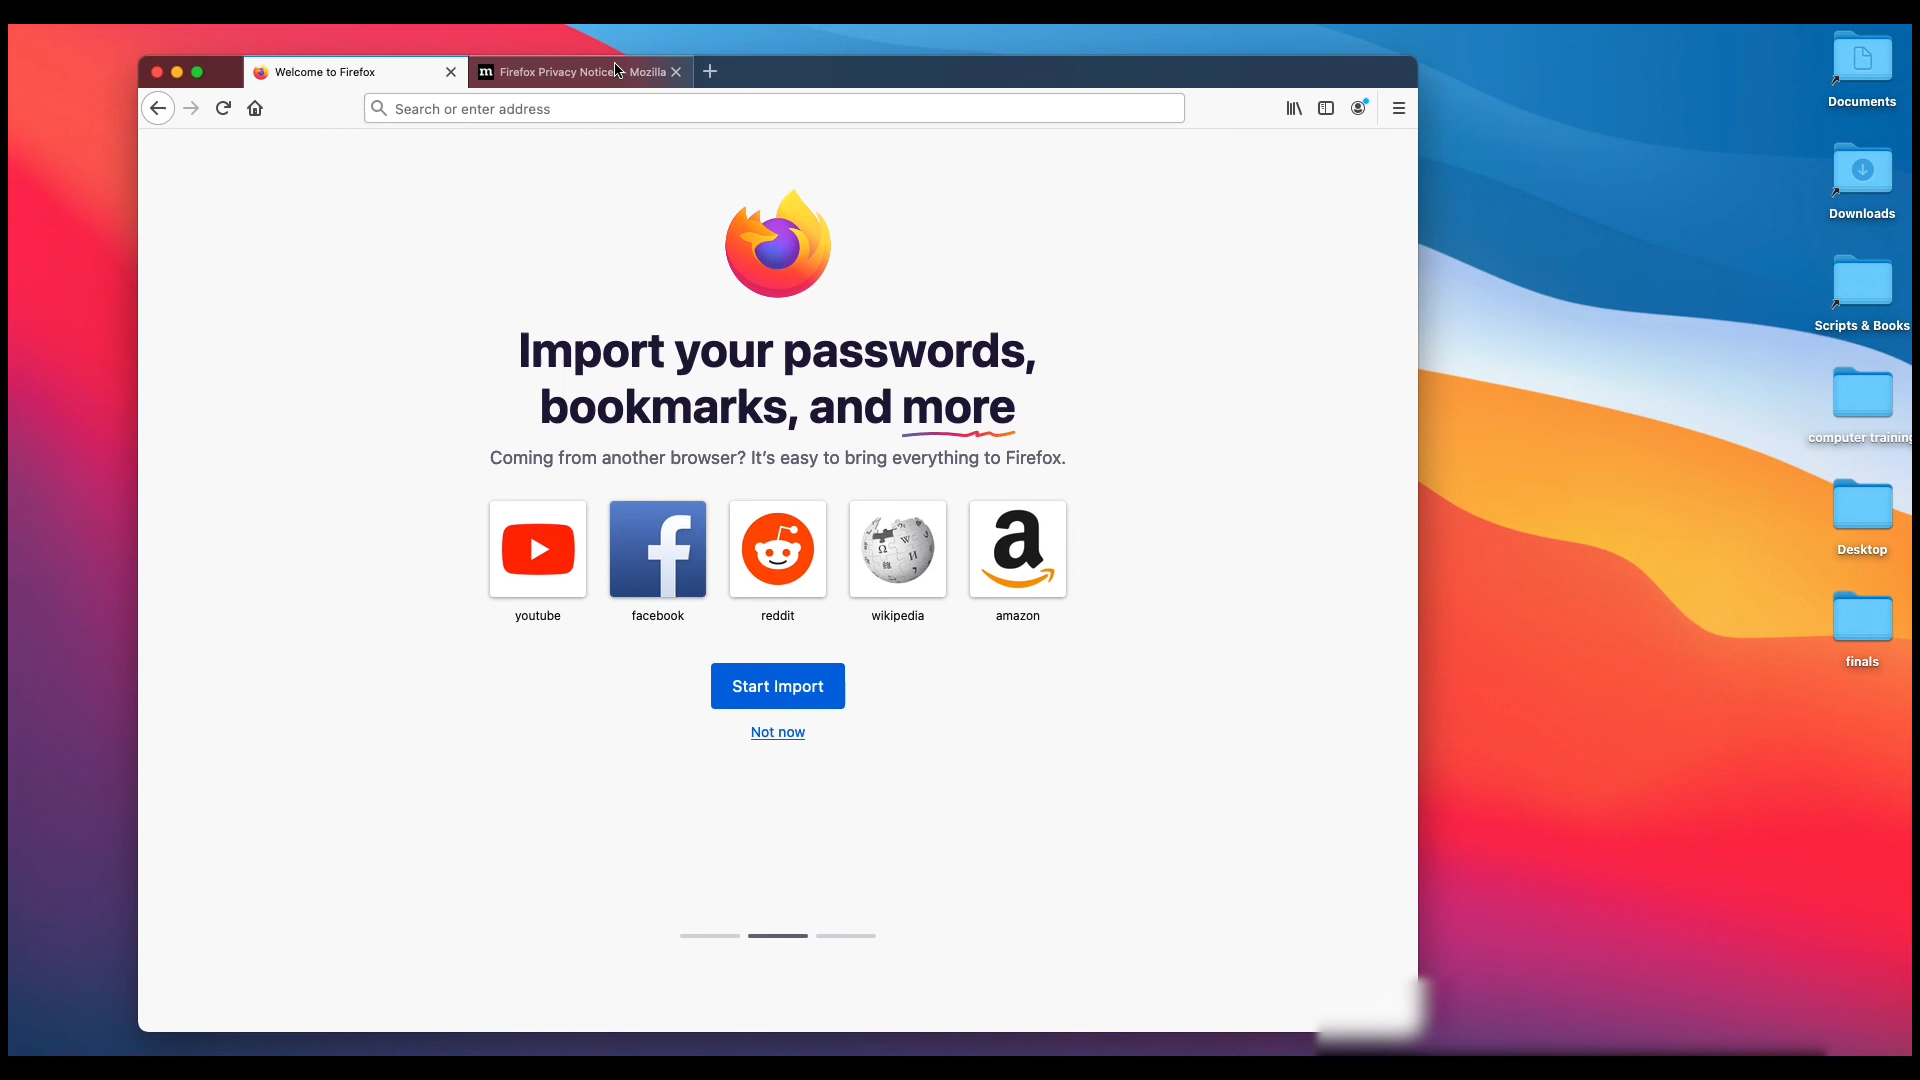 Welcome to Firefox
Firefox Privacy Notice Mozilla
Search or enter address
Import your passwords,
bookmarks, and more
Coming from another browser? It's easy to bring everything to Firefox.
youtube
facebook
reddit
wikipedia
amazon
Start Import
Not now
Documents
Downloads
Scripts & Books
computer training
Desktop
finals